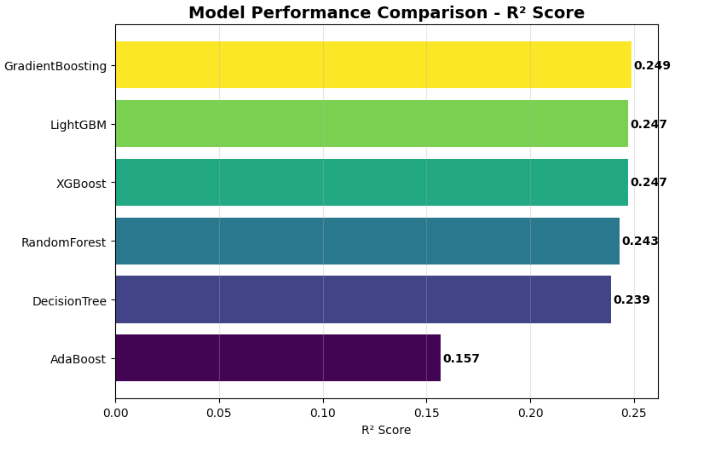 Model Performance Comparison - R² Score
GradientBoosting
0.249
LightGBM
0.247
XGBoost
0.247
RandomForest
0.243
DecisionTree
0.239
AdaBoost
0.157
0.00 0.05 0.10 0.15 0.20 0.25
R² Score